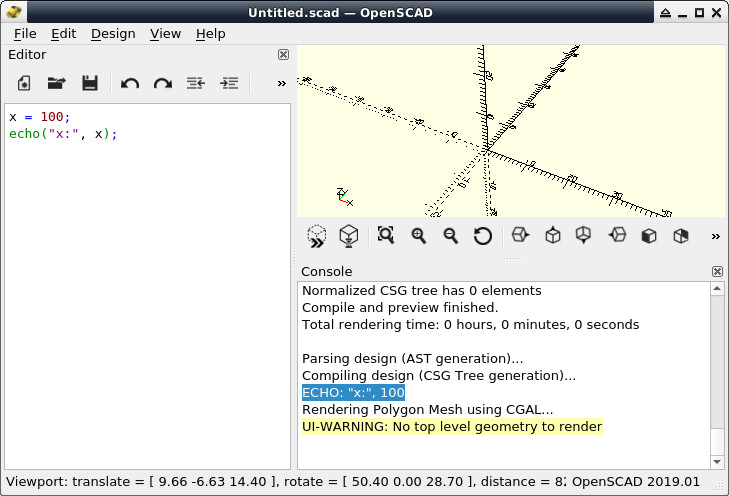 Untitled.scad — OpenSCAD
File Edit Design View Help
Editor
x = 100;
echo("x:", x);
Console
Normalized CSG tree has 0 elements
Compile and preview finished.
Total rendering time: 0 hours, 0 minutes, 0 seconds
Parsing design (AST generation)...
Compiling design (CSG Tree generation)...
ECHO: "x:", 100
Rendering Polygon Mesh using CGAL...
UI-WARNING: No top level geometry to render
Viewport: translate = [ 9.66 -6.63 14.40 ], rotate = [ 50.40 0.00 28.70 ], distance = OpenSCAD 2019.01